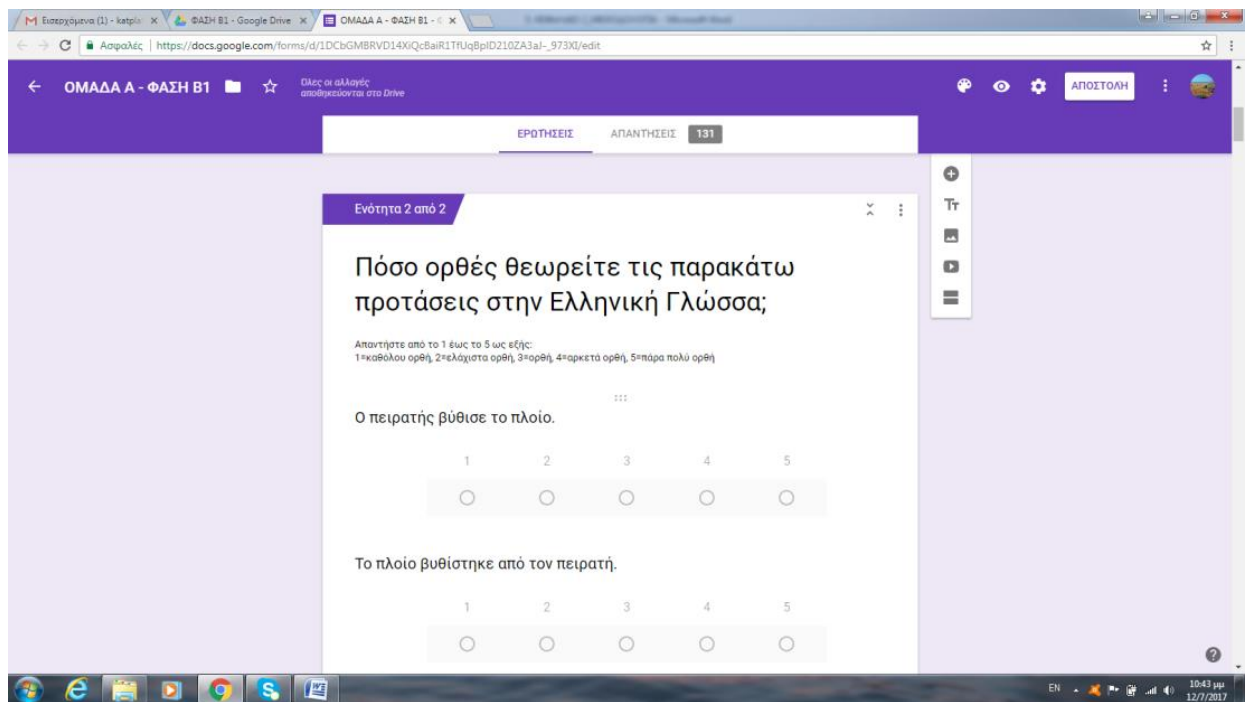 Εισερχόμενα (1) - katpla
ΦΑΣΗ Β1 - Google Drive
ΟΜΑΔΑ Α - ΦΑΣΗ Β1 - G
Ασφαλές | https://docs.google.com/forms/d/1DCbGMBRVD14XiQcBaiR1TfUqBpID210ZA3aJ-_973XI/edit
ΟΜΑΔΑ Α - ΦΑΣΗ Β1
Όλες οι αλλαγές
αποθηκεύονται στο Drive
ΑΠΟΣΤΟΛΗ
ΕΡΩΤΗΣΕΙΣ ΑΠΑΝΤΗΣΕΙΣ 131
Ενότητα 2 από 2
Tт
Πόσο ορθές θεωρείτε τις παρακάτω
προτάσεις στην Ελληνική Γλώσσα;
Απαντήστε από το 1 έως το 5 ως εξής:
1=καθόλου ορθή, 2=ελάχιστα ορθή, 3=ορθή, 4=αρκετά ορθή, 5=πάρα πολύ ορθή
Ο πειρατής βύθισε το πλοίο.
1 2 3 4 5
Το πλοίο βυθίστηκε από τον πειρατή.
1 2 3 4 5
EN
10:43 μμ
12/7/2017